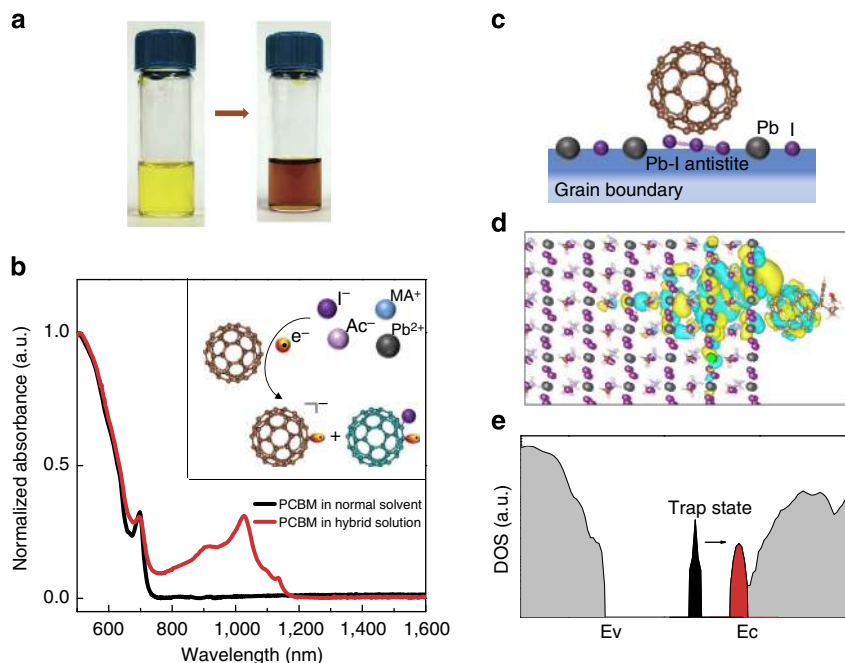 a
b
Normalized absorbance (a.u.)
1.0
0.5
0.0
600
800
1,000
1,200
1,400
1,600
Wavelength (nm)
I⁻
MA⁺
Ac⁻
Pb²⁺
e⁻
⁻
+
PCBM in normal solvent
PCBM in hybrid solution
c
Pb
I
Pb-I antistite
Grain boundary
d
e
DOS (a.u.)
Trap state
Ev
Ec